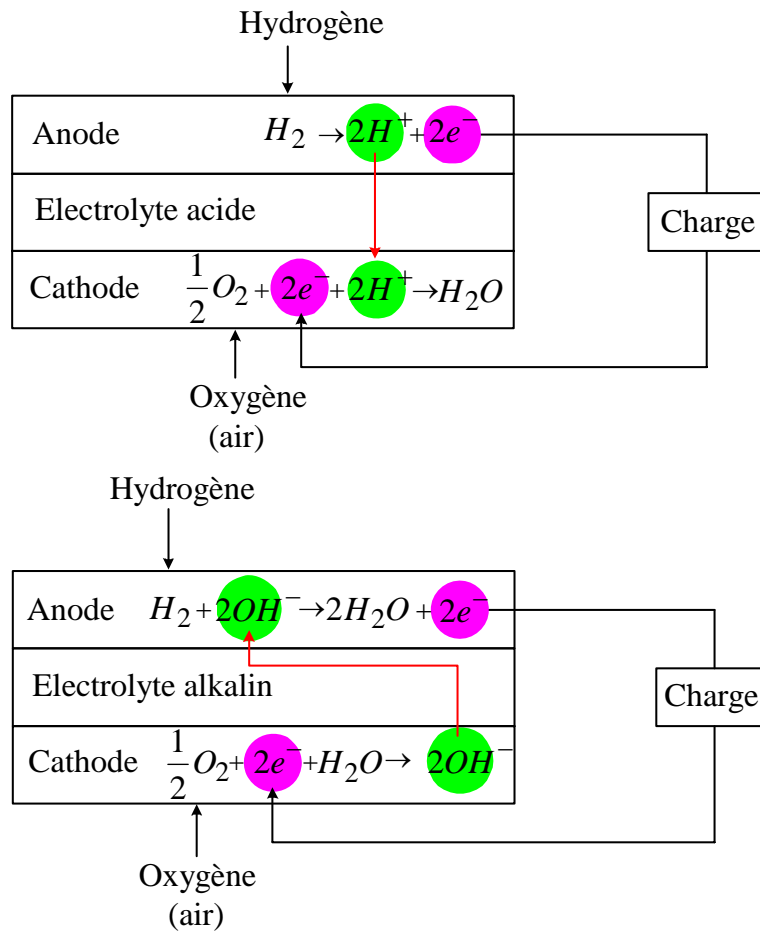 Hydrogène
Anode H₂ → 2H⁺ + 2e⁻
Electrolyte acide
Charge
Cathode 1/2 O₂ + 2e⁻ + 2H⁺ → H₂O
Oxygène
(air)
Hydrogène
Anode H₂ + 2OH⁻ → 2H₂O + 2e⁻
Electrolyte alkalin
Charge
Cathode 1/2 O₂ + 2e⁻ + H₂O → 2OH⁻
Oxygène
(air)